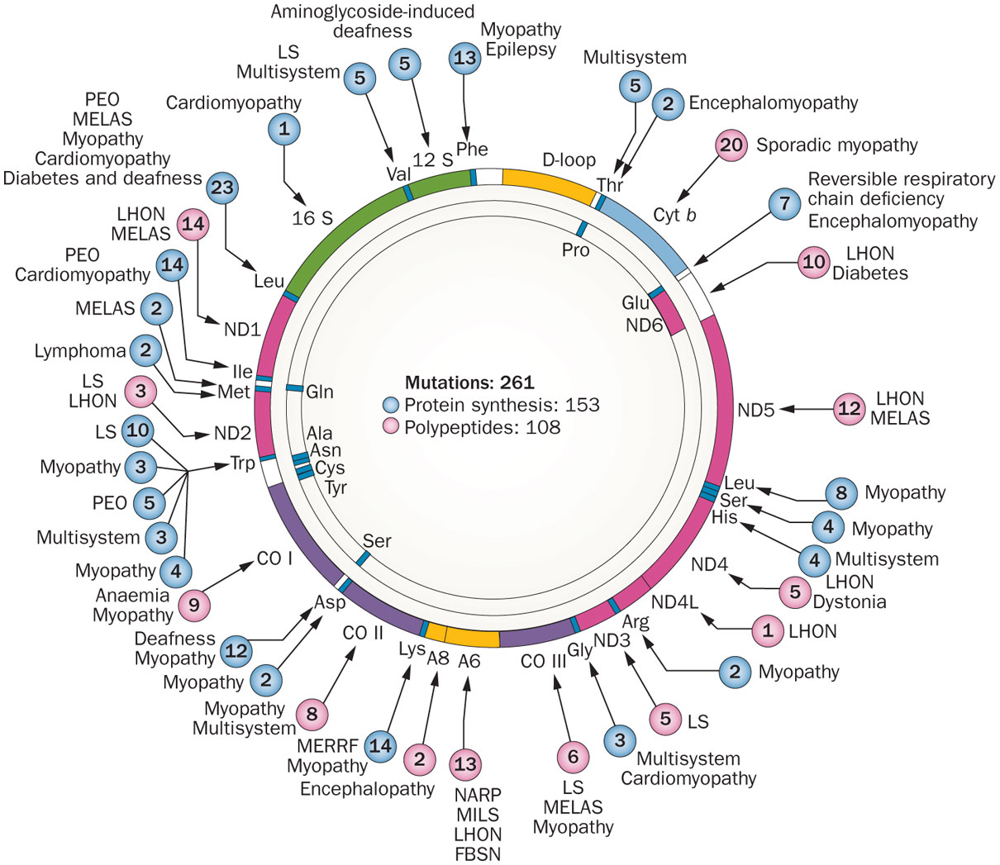 Aminoglycoside-induced
deafness
5
Myopathy
Epilepsy
13
LS
Multisystem
5
Multisystem
5
2
Encephalomyopathy
Cardiomyopathy
1
PEO
MELAS
Myopathy
Cardiomyopathy
Diabetes and deafness
23
20
Sporadic myopathy
7
Reversible respiratory
chain deficiency
Encephalomyopathy
LHON
MELAS
14
10
LHON
Diabetes
PEO
Cardiomyopathy
14
MELAS
2
Lymphoma
2
LS
LHON
3
LS
10
Myopathy
3
PEO
5
Multisystem
3
Myopathy
4
Anaemia
Myopathy
9
Deafness
Myopathy
12
Myopathy
2
Myopathy
Multisystem
8
MERRF
Myopathy
14
Encephalopathy
2
13
NARP
MILS
LHON
FBSN
6
LS
MELAS
Myopathy
3
Multisystem
Cardiomyopathy
5
LS
2
Myopathy
1
LHON
5
LHON
Dystonia
4
Multisystem
4
Myopathy
8
Myopathy
12
LHON
MELAS
Phe
12 S
Val
16 S
Leu
ND1
Ile
Met
ND2
Trp
CO I
Asp
CO II
Lys
A8
A6
CO III
Gly
ND3
Arg
ND4L
ND4
His
Ser
Leu
ND5
Cyt b
Thr
D-loop
Pro
Glu
ND6
Gln
Ala
Asn
Cys
Tyr
Ser
Mutations: 261
Protein synthesis: 153
Polypeptides: 108